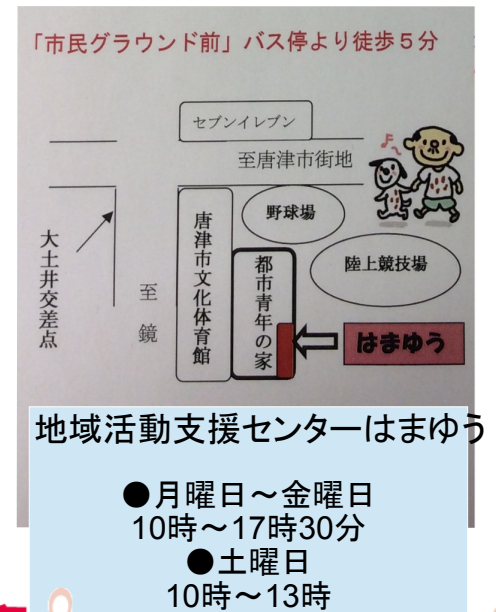 「市民グラウンド前」バス停より徒歩５分
セブンイレブン
至唐津市街地
野球場
陸上競技場
大土井交差点
至鏡
唐津市文化体育館
都市青年の家
はまゆう
地域活動支援センターはまゆう
●月曜日～金曜日
10時～17時30分
●土曜日
10時～13時